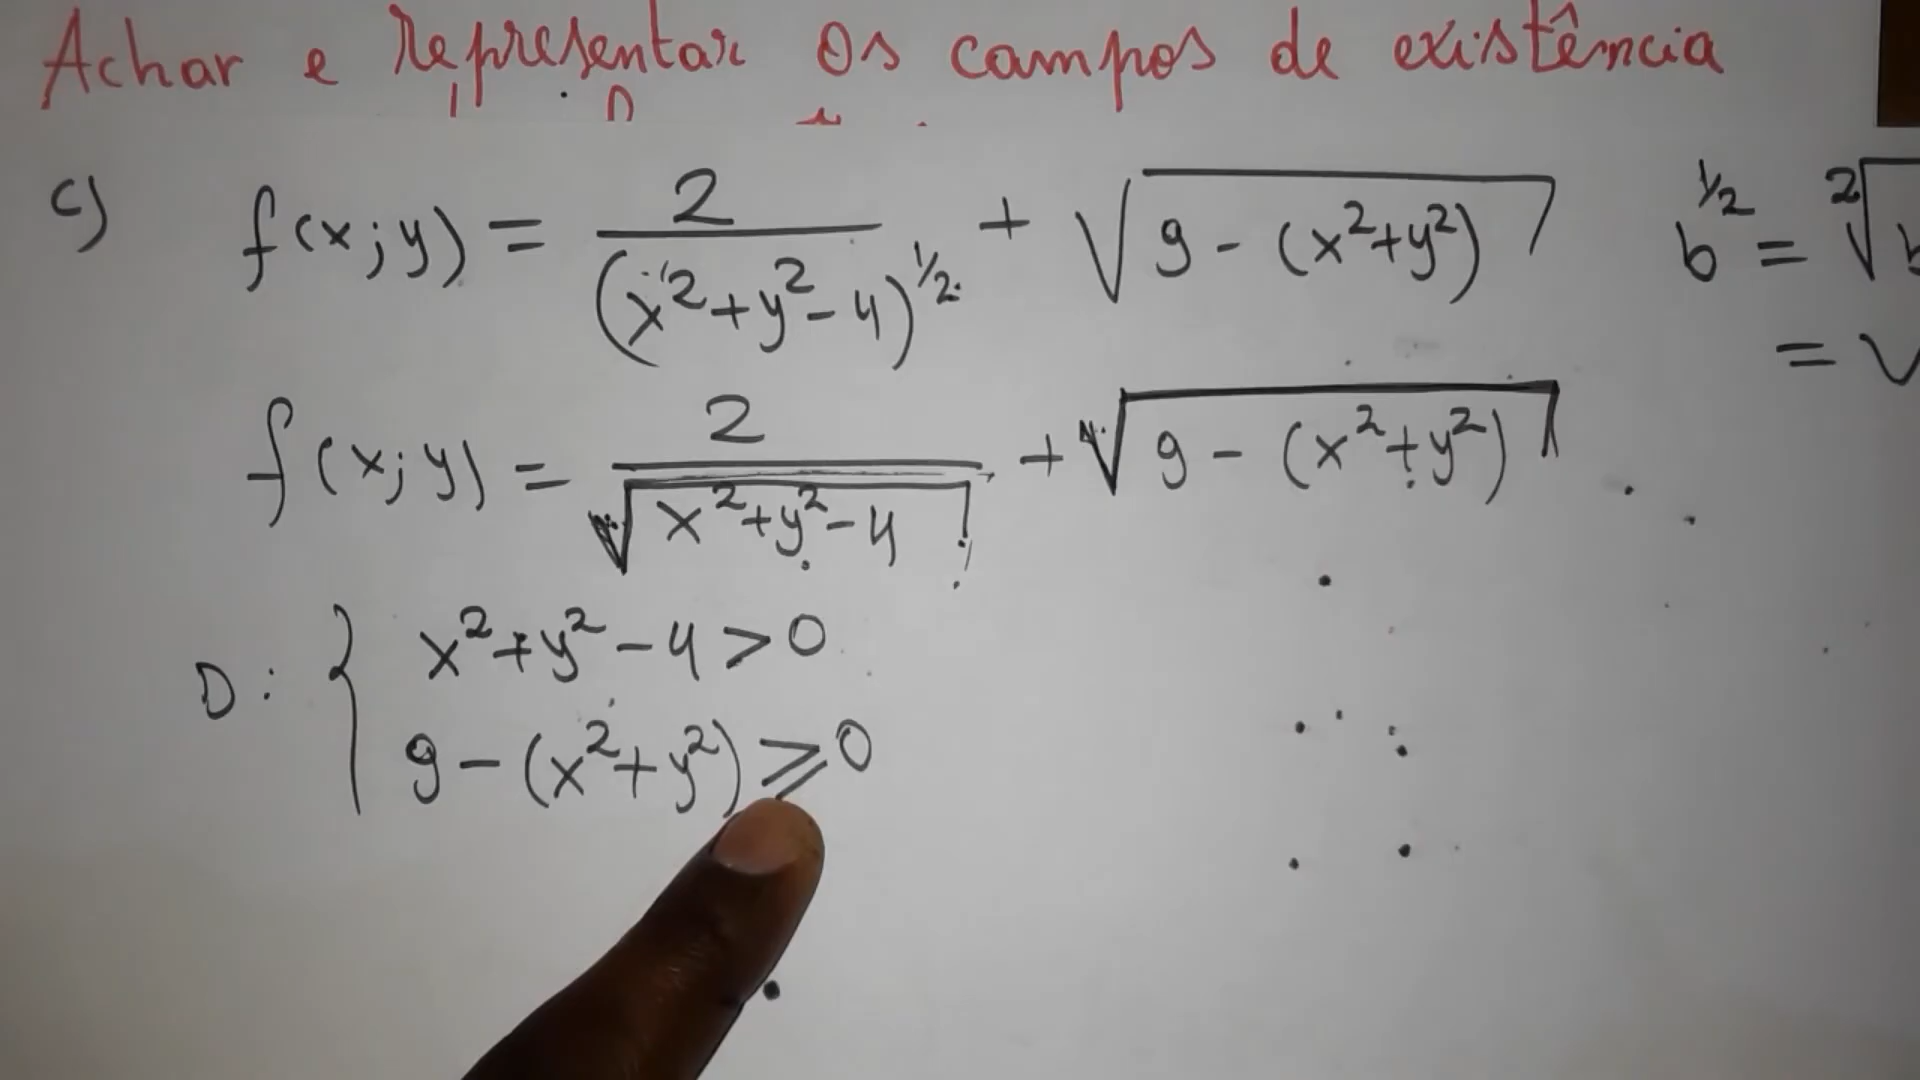 Achar e representar os campos de existência
c) f(x;y) = 2/(x²+y²-4)^1/2 + √(9-(x²+y²))
b^1/2 = ²√b
= √
f(x;y) = 2/√(x²+y²-4) + √(9-(x²+y²))
D: { x²+y²-4>0
9-(x²+y²)≥0